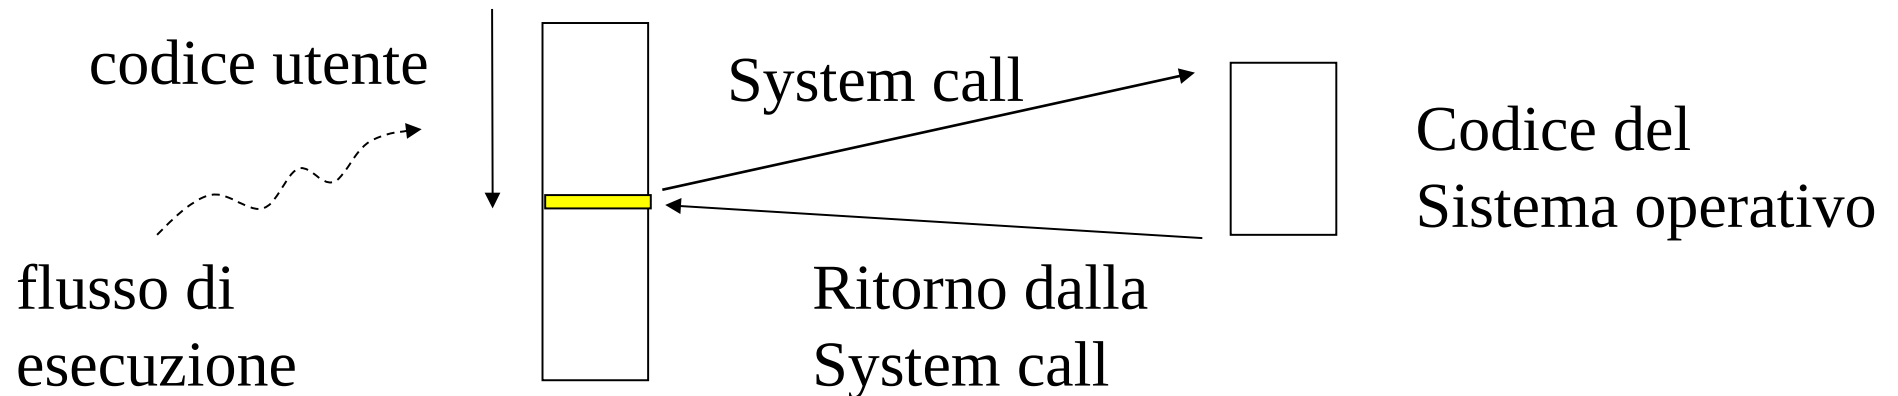 codice utente
System call
Codice del
Sistema operativo
flusso di
esecuzione
Ritorno dalla
System call